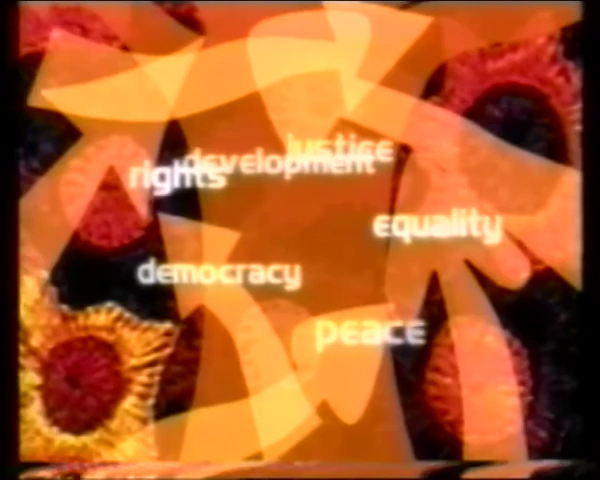 justice
development
rights
equality
democracy
peace